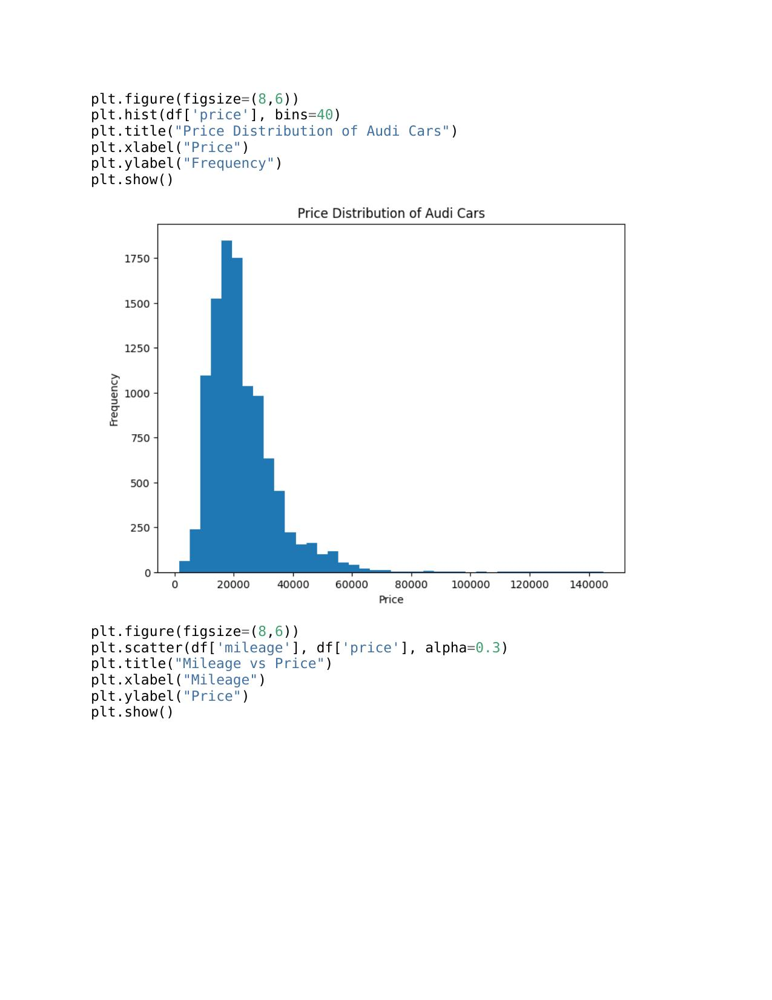 plt.figure(figsize=(8,6))
plt.hist(df['price'], bins=40)
plt.title("Price Distribution of Audi Cars")
plt.xlabel("Price")
plt.ylabel("Frequency")
plt.show()
Price Distribution of Audi Cars
1750
1500
1250
1000
750
500
250
0
Frequency
0 20000 40000 60000 80000 100000 120000 140000
Price
plt.figure(figsize=(8,6))
plt.scatter(df['mileage'], df['price'], alpha=0.3)
plt.title("Mileage vs Price")
plt.xlabel("Mileage")
plt.ylabel("Price")
plt.show()